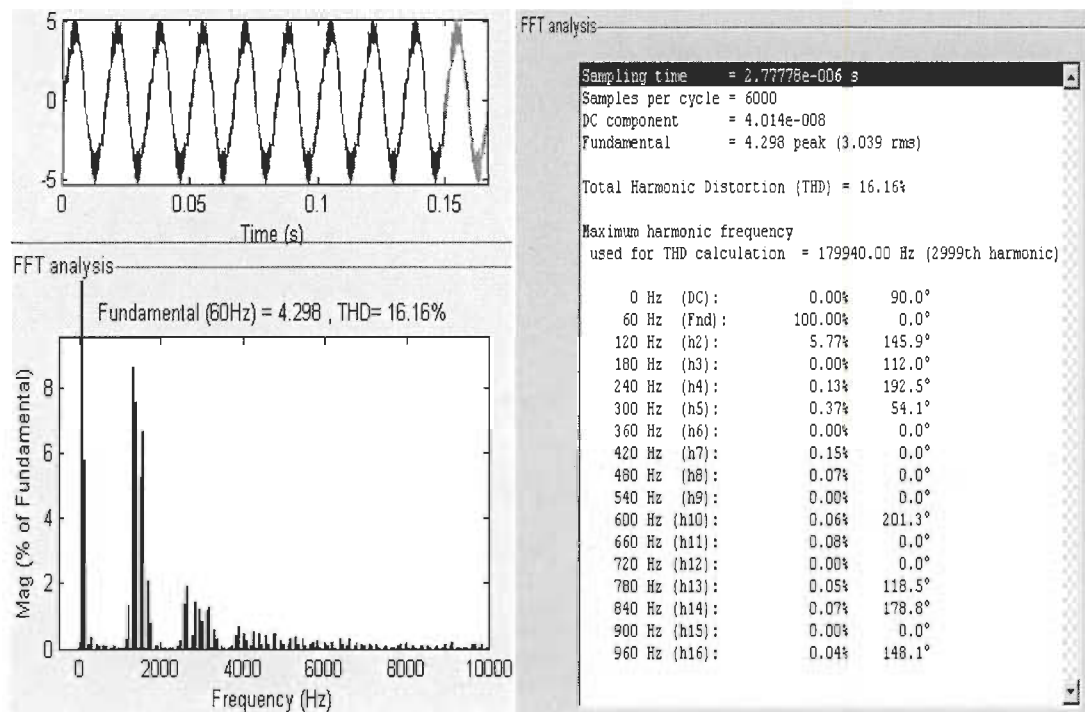 5
0
-5
0 0.05 0.1 0.15
Time (s)
FFT analysis
Fundamental (60Hz) = 4.298 , THD= 16.16%
8
6
4
2
0
Mag (% of Fundamental)
0 2000 4000 6000 8000 10000
Frequency (Hz)
FFT analysis
Sampling time = 2.77778e-006 s
Samples per cycle = 6000
DC component = 4.014e-008
Fundamental = 4.298 peak (3.039 rms)
Total Harmonic Distortion (THD) = 16.16%
Maximum harmonic frequency
used for THD calculation = 179940.00 Hz (2999th harmonic)
0 Hz (DC): 0.00% 90.0°
60 Hz (Fnd): 100.00% 0.0°
120 Hz (h2): 5.77% 145.9°
180 Hz (h3): 0.00% 112.0°
240 Hz (h4): 0.13% 192.5°
300 Hz (h5): 0.37% 54.1°
360 Hz (h6): 0.00% 0.0°
420 Hz (h7): 0.15% 0.0°
480 Hz (h8): 0.07% 0.0°
540 Hz (h9): 0.00% 0.0°
600 Hz (h10): 0.06% 201.3°
660 Hz (h11): 0.08% 0.0°
720 Hz (h12): 0.00% 0.0°
780 Hz (h13): 0.05% 118.5°
840 Hz (h14): 0.07% 178.8°
900 Hz (h15): 0.00% 0.0°
960 Hz (h16): 0.04% 148.1°